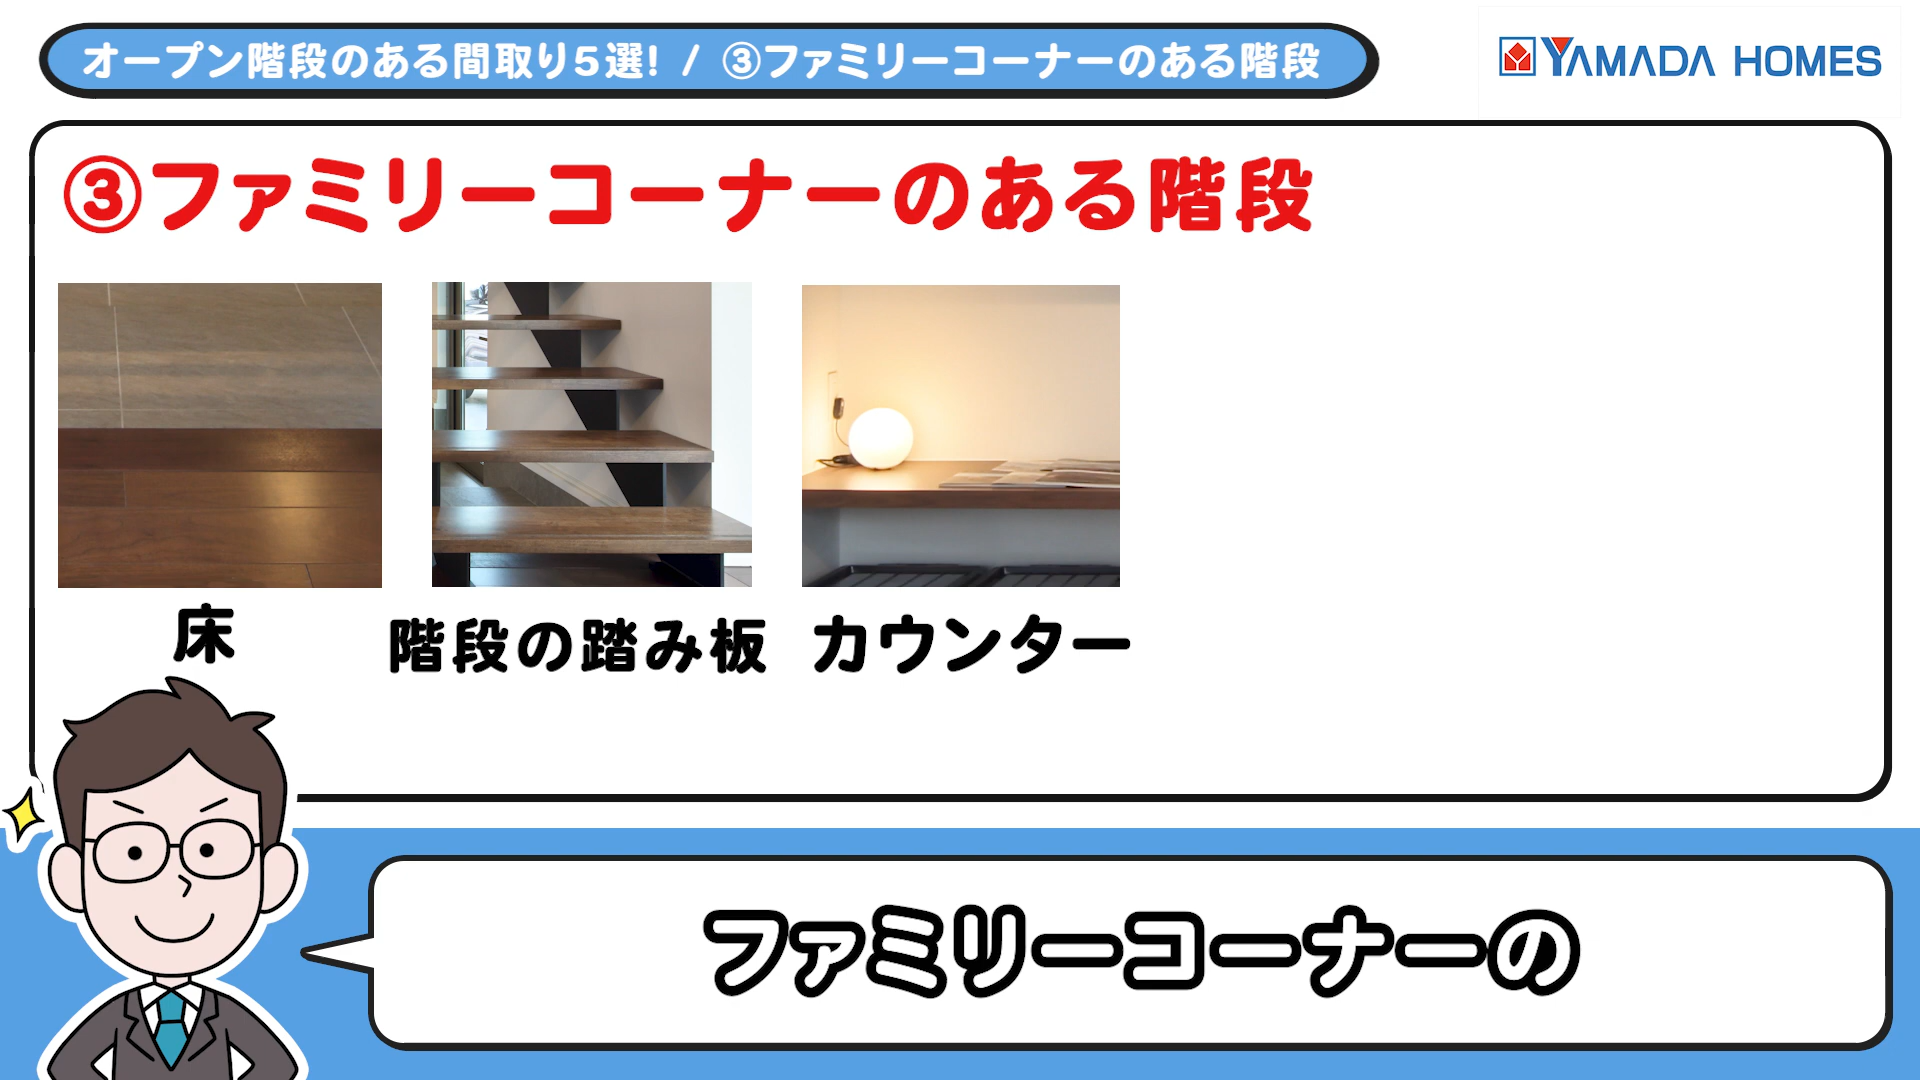 オープン階段のある間取り5選! / ③ファミリーコーナーのある階段
YAMADA HOMES
③ファミリーコーナーのある階段
床
階段の踏み板
カウンター
ファミリーコーナーの